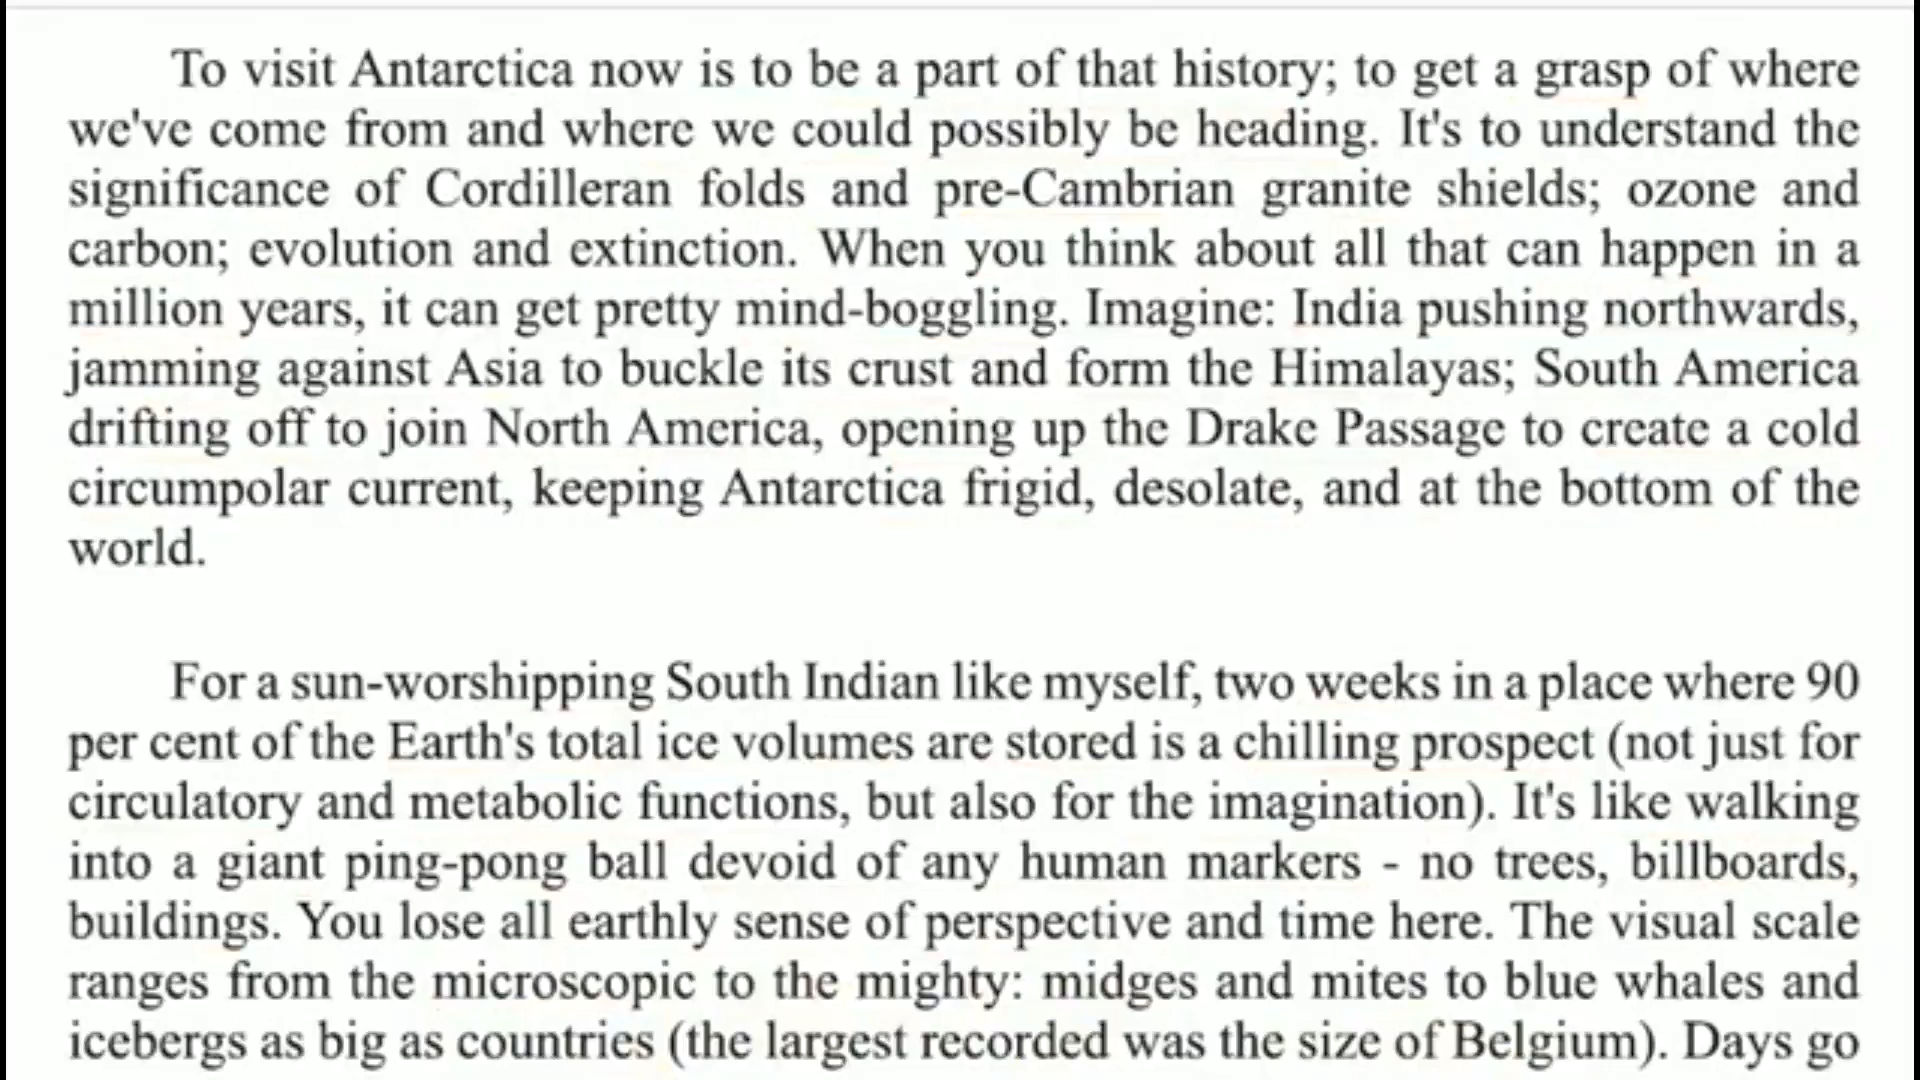 To visit Antarctica now is to be a part of that history; to get a grasp of where
we've come from and where we could possibly be heading. It's to understand the
significance of Cordilleran folds and pre-Cambrian granite shields; ozone and
carbon; evolution and extinction. When you think about all that can happen in a
million years, it can get pretty mind-boggling. Imagine: India pushing northwards,
jamming against Asia to buckle its crust and form the Himalayas; South America
drifting off to join North America, opening up the Drake Passage to create a cold
circumpolar current, keeping Antarctica frigid, desolate, and at the bottom of the
world.
For a sun-worshipping South Indian like myself, two weeks in a place where 90
per cent of the Earth's total ice volumes are stored is a chilling prospect (not just for
circulatory and metabolic functions, but also for the imagination). It's like walking
into a giant ping-pong ball devoid of any human markers - no trees, billboards,
buildings. You lose all earthly sense of perspective and time here. The visual scale
ranges from the microscopic to the mighty: midges and mites to blue whales and
icebergs as big as countries (the largest recorded was the size of Belgium). Days go